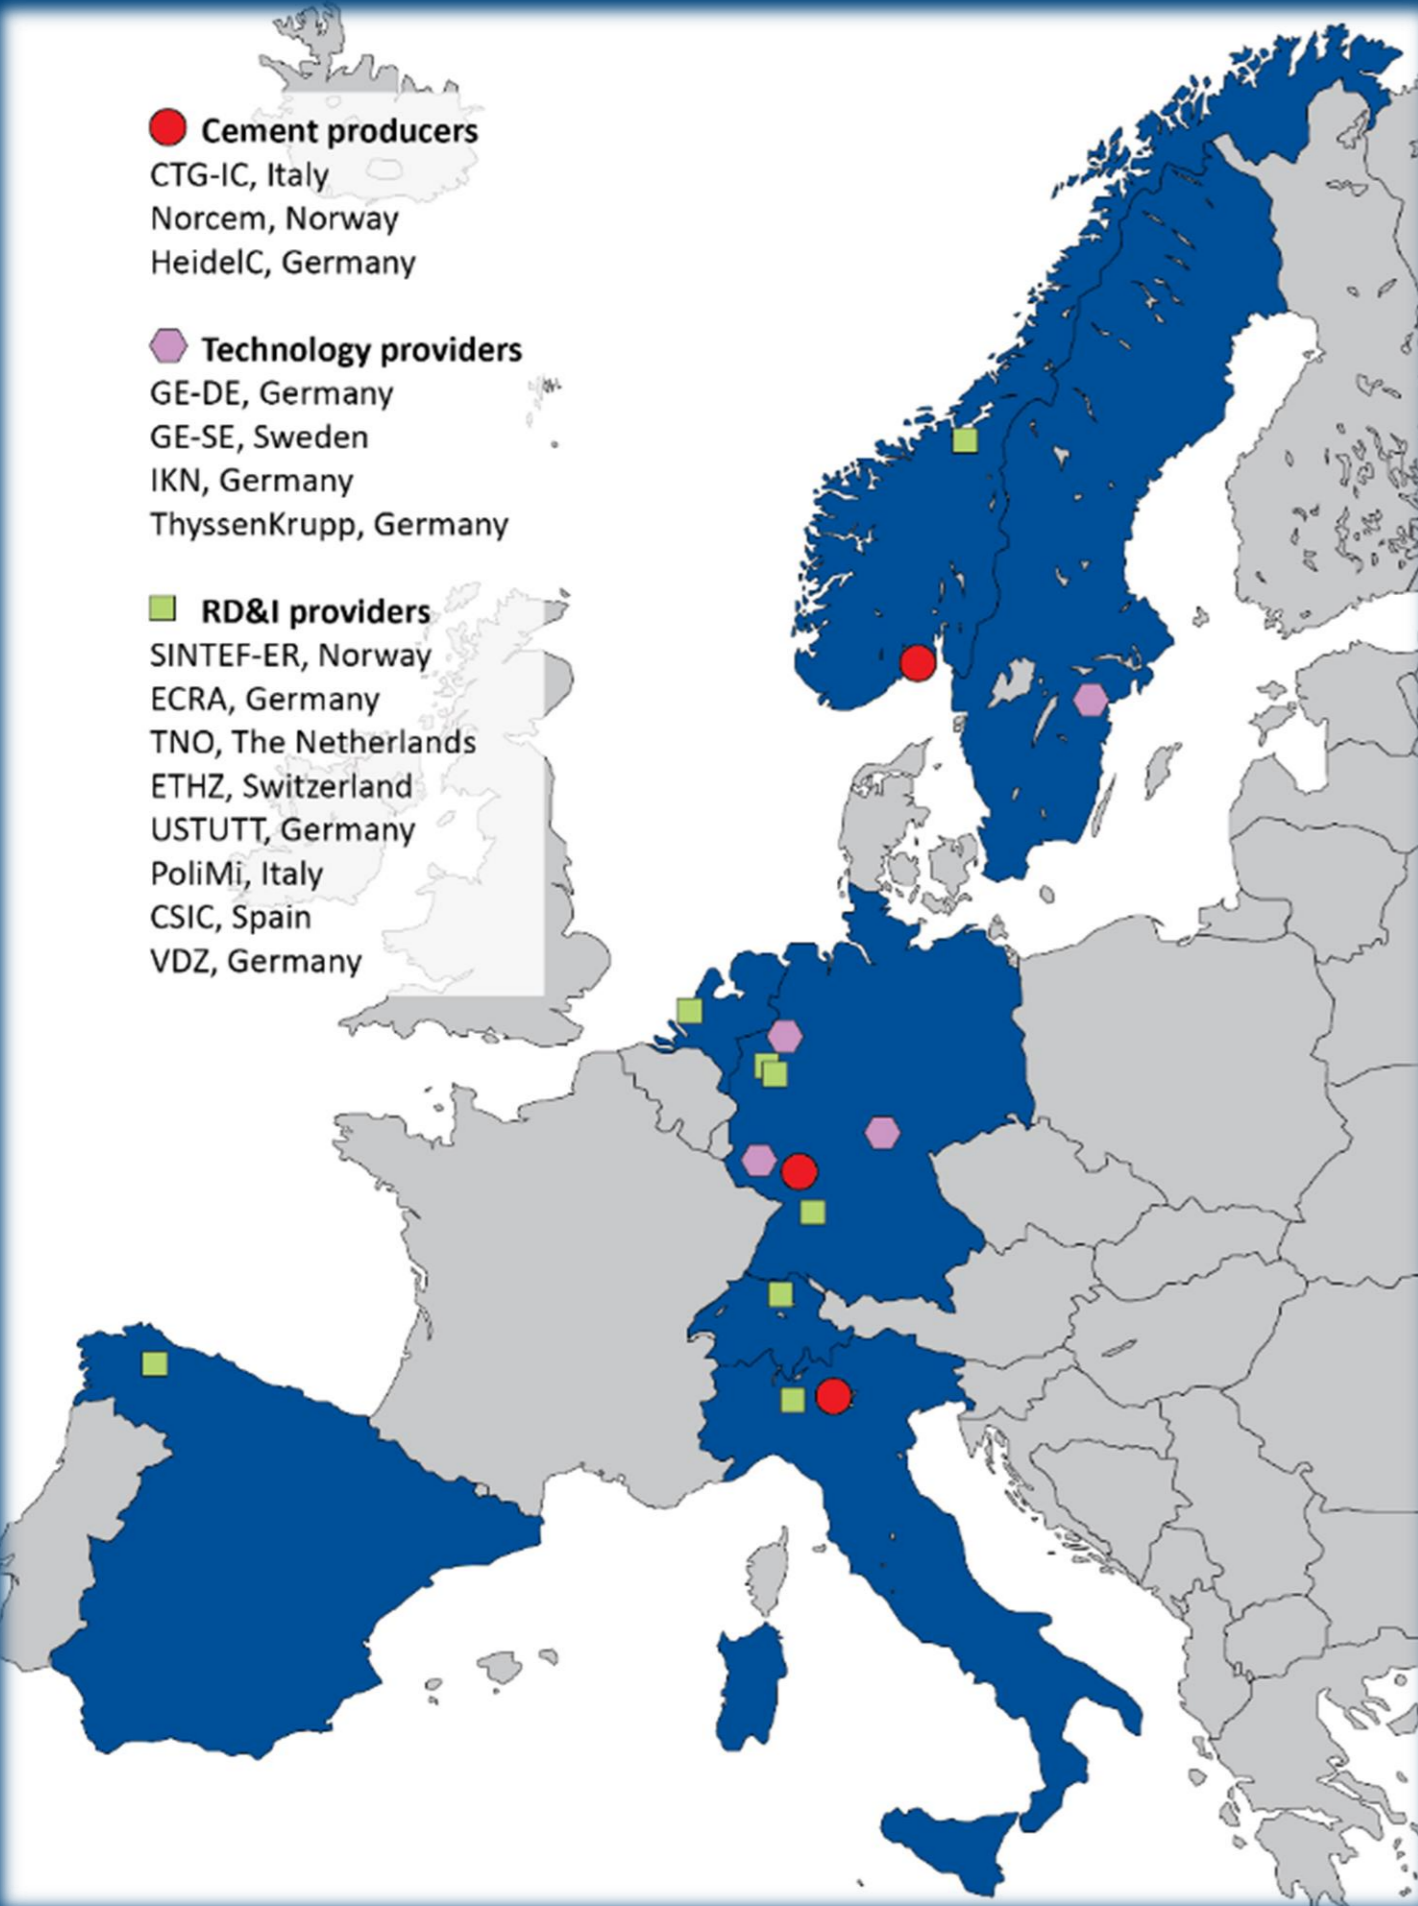 Cement producers
CTG-IC, Italy
Norcem, Norway
HeidelC, Germany
Technology providers
GE-DE, Germany
GE-SE, Sweden
IKN, Germany
ThyssenKrupp, Germany
RD&I providers
SINTEF-ER, Norway
ECRA, Germany
TNO, The Netherlands
ETHZ, Switzerland
USTUTT, Germany
PoliMi, Italy
CSIC, Spain
VDZ, Germany